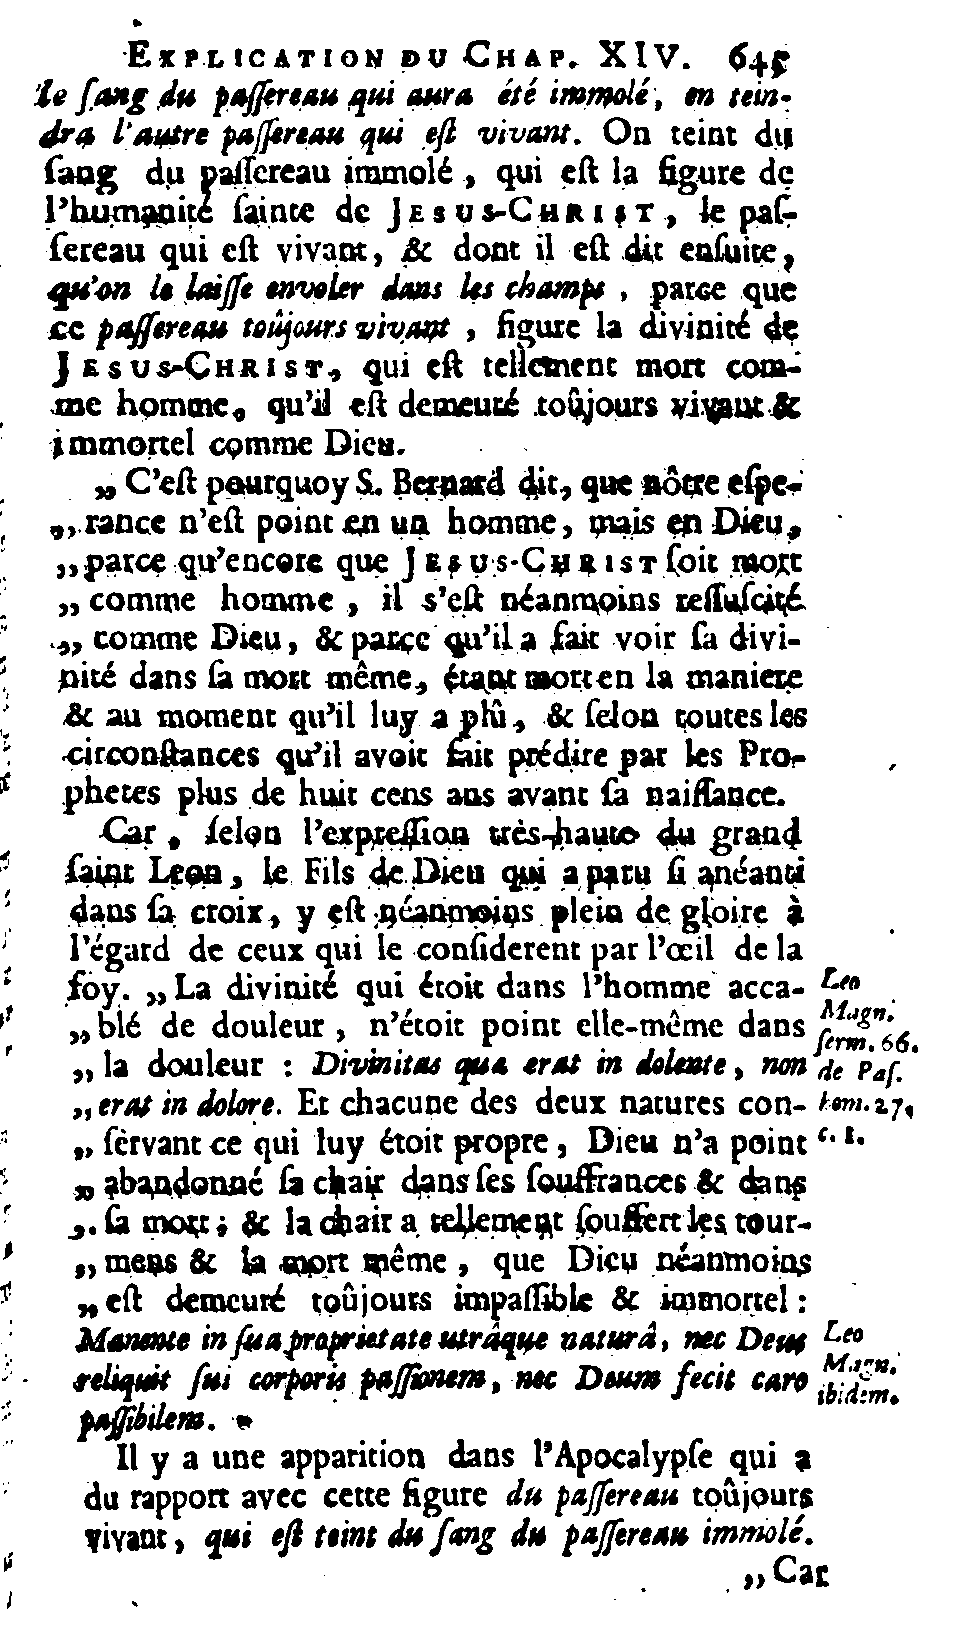 EXPLICATION DU CHAP. XIV. 645
le ſang du paſſereau qui aura été immolé, en tein-
dra l'autre paſſereau qui eſt vivant. On teint du
ſang du paſſereau immolé, qui eſt la figure de
l'humanité ſainte de JESUS-CHRIST, le paſ-
ſereau qui eſt vivant, & dont il eſt dit enſuite,
qu'on le laiſſe envoler dans les champs, parce que
ce paſſereau toûjours vivant, figure la divinité de
JESUS-CHRIST, qui eſt tellement mort com-
me homme, qu'il eſt demeuré toûjours vivant &
immortel comme Dieu.
„ C'eſt pourquoy S. Bernard dit, que nôtre eſpe-
„ rance n'eſt point en un homme, mais en Dieu,
„ parce qu'encore que JESUS-CHRIST ſoit mort
„ comme homme, il s'eſt néanmoins reſſuſcité
„ comme Dieu, & parce qu'il a fait voir ſa divi-
nité dans ſa mort même, étant mort en la maniere
& au moment qu'il luy a plû, & ſelon toutes les
circonſtances qu'il avoit fait prédire par les Pro-
phetes plus de huit cens ans avant ſa naiſſance.
Car, ſelon l'expreſſion très-haute du grand
ſaint Leon, le Fils de Dieu qui a paru ſi anéanti
dans ſa croix, y eſt néanmoins plein de gloire à
l'égard de ceux qui le conſiderent par l'œil de la
foy. „ La divinité qui étoit dans l'homme acca-
„ blé de douleur, n'étoit point elle-même dans
„ la douleur : Divinitas quæ erat in dolente, non
„ erat in dolore. Et chacune des deux natures con-
„ ſervant ce qui luy étoit propre, Dieu n'a point
„ abandonné ſa chair dans ſes ſouffrances & dans
„ ſa mort; & la chair a tellement ſouffert les tour-
„ mens & la mort même, que Dieu néanmoins
„ eſt demeuré toûjours impaſſible & immortel :
Manente in ſua proprietate utrâque naturâ, nec Deus
reliquit ſui corporis paſſionem, nec Deum fecit caro
paſſibilem. „
Il y a une apparition dans l'Apocalypſe qui a
du rapport avec cette figure du paſſereau toûjours
vivant, qui eſt teint du ſang du paſſereau immolé.
„ Car
Leo
Magn.
ſerm. 66.
de Paſ.
hom. 27,
c. 1.
Leo
Magn.
ibidem.